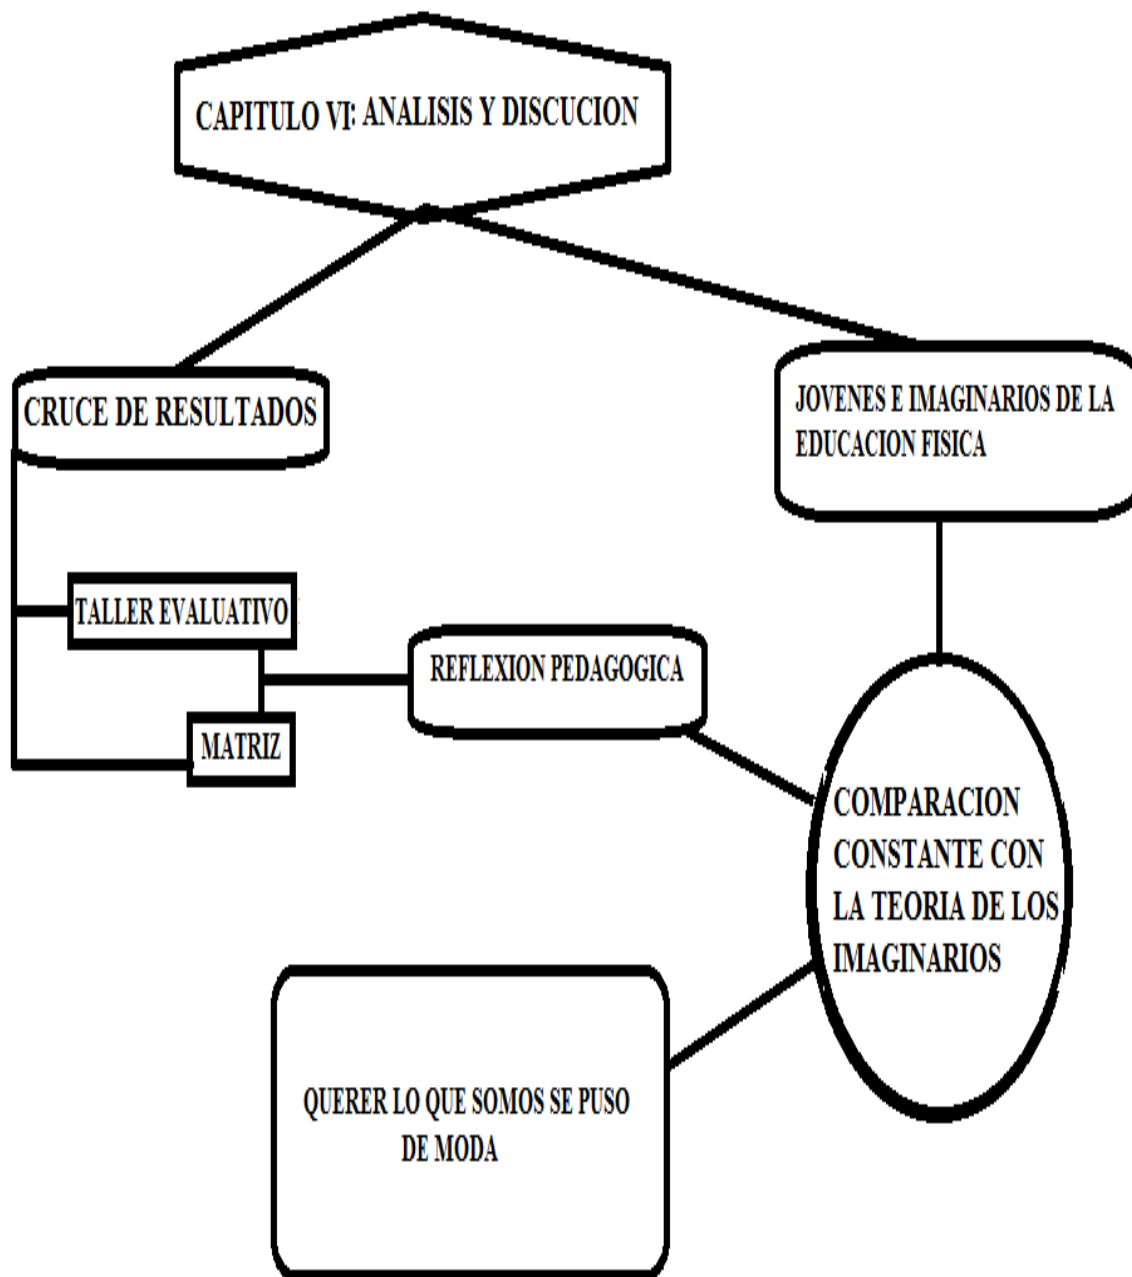 CAPITULO VI: ANALISIS Y DISCUCION
CRUCE DE RESULTADOS
JOVENES E IMAGINARIOS DE LA
EDUCACION FISICA
TALLER EVALUATIVO
REFLEXION PEDAGOGICA
MATRIZ
COMPARACION
CONSTANTE CON
LA TEORIA DE LOS
IMAGINARIOS
QUERER LO QUE SOMOS SE PUSO
DE MODA